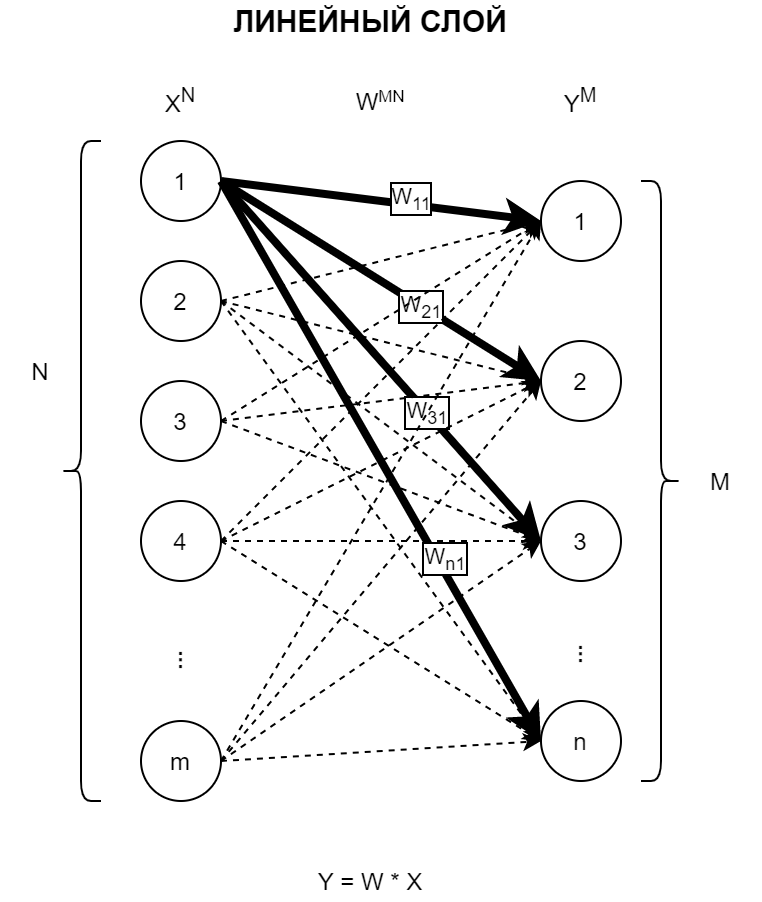 ЛИНЕЙНЫЙ СЛОЙ
X^N W^MN Y^M
1
W₁₁
1
2
W₂₁
N
2
3
W₃₁
M
4
3
Wₙ₁
...
...
m
n
Y = W * X